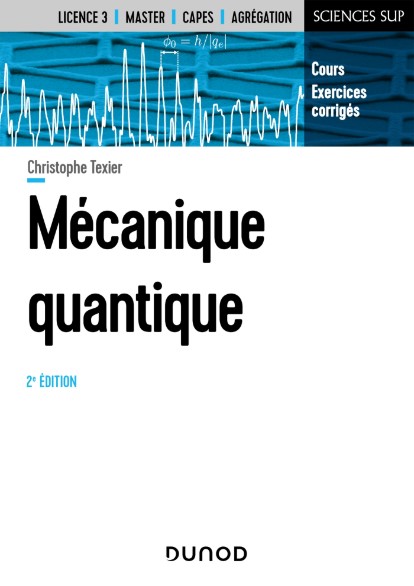 LICENCE 3 | MASTER | CAPES | AGRÉGATION
SCIENCES SUP
ϕ₀ = h/|qₑ|
Cours
Exercices
corrigés
Christophe Texier
Mécanique
quantique
2ᵉ ÉDITION
DUNOD